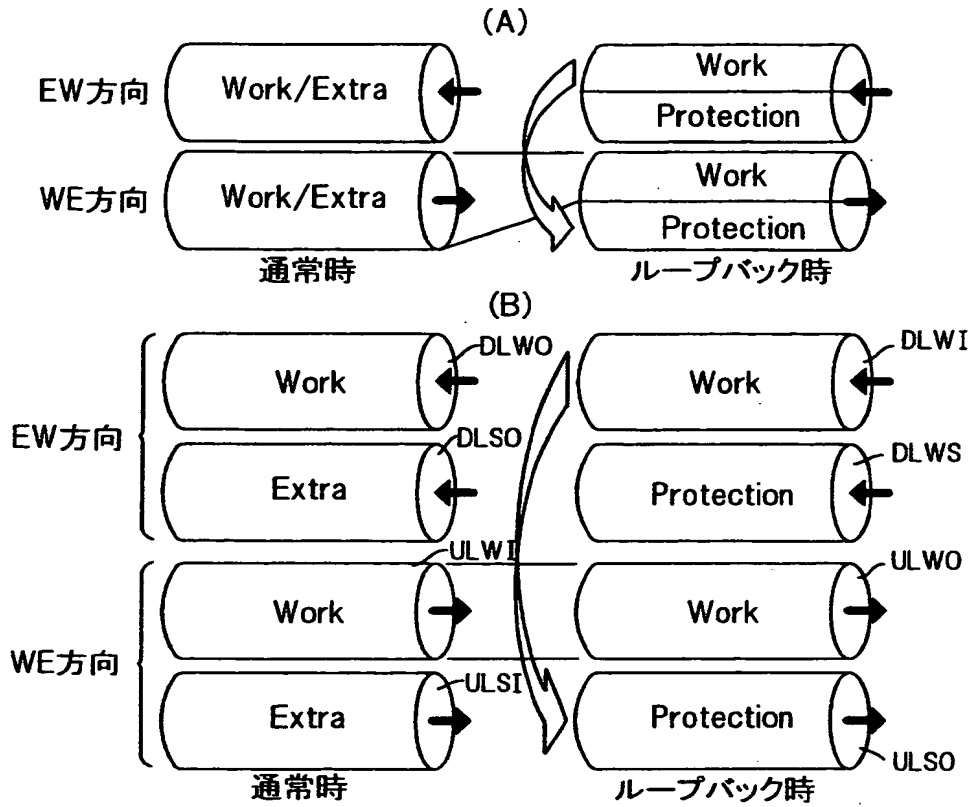 (A)
EW方向
Work/Extra
Work
Protection
WE方向
Work/Extra
Work
Protection
通常時
ループバック時
(B)
EW方向
Work
DLWO
Work
DLWI
Extra
DLSO
Protection
DLWS
WE方向
Work
ULWI
Work
ULWO
Extra
ULSI
Protection
ULSO
通常時
ループバック時